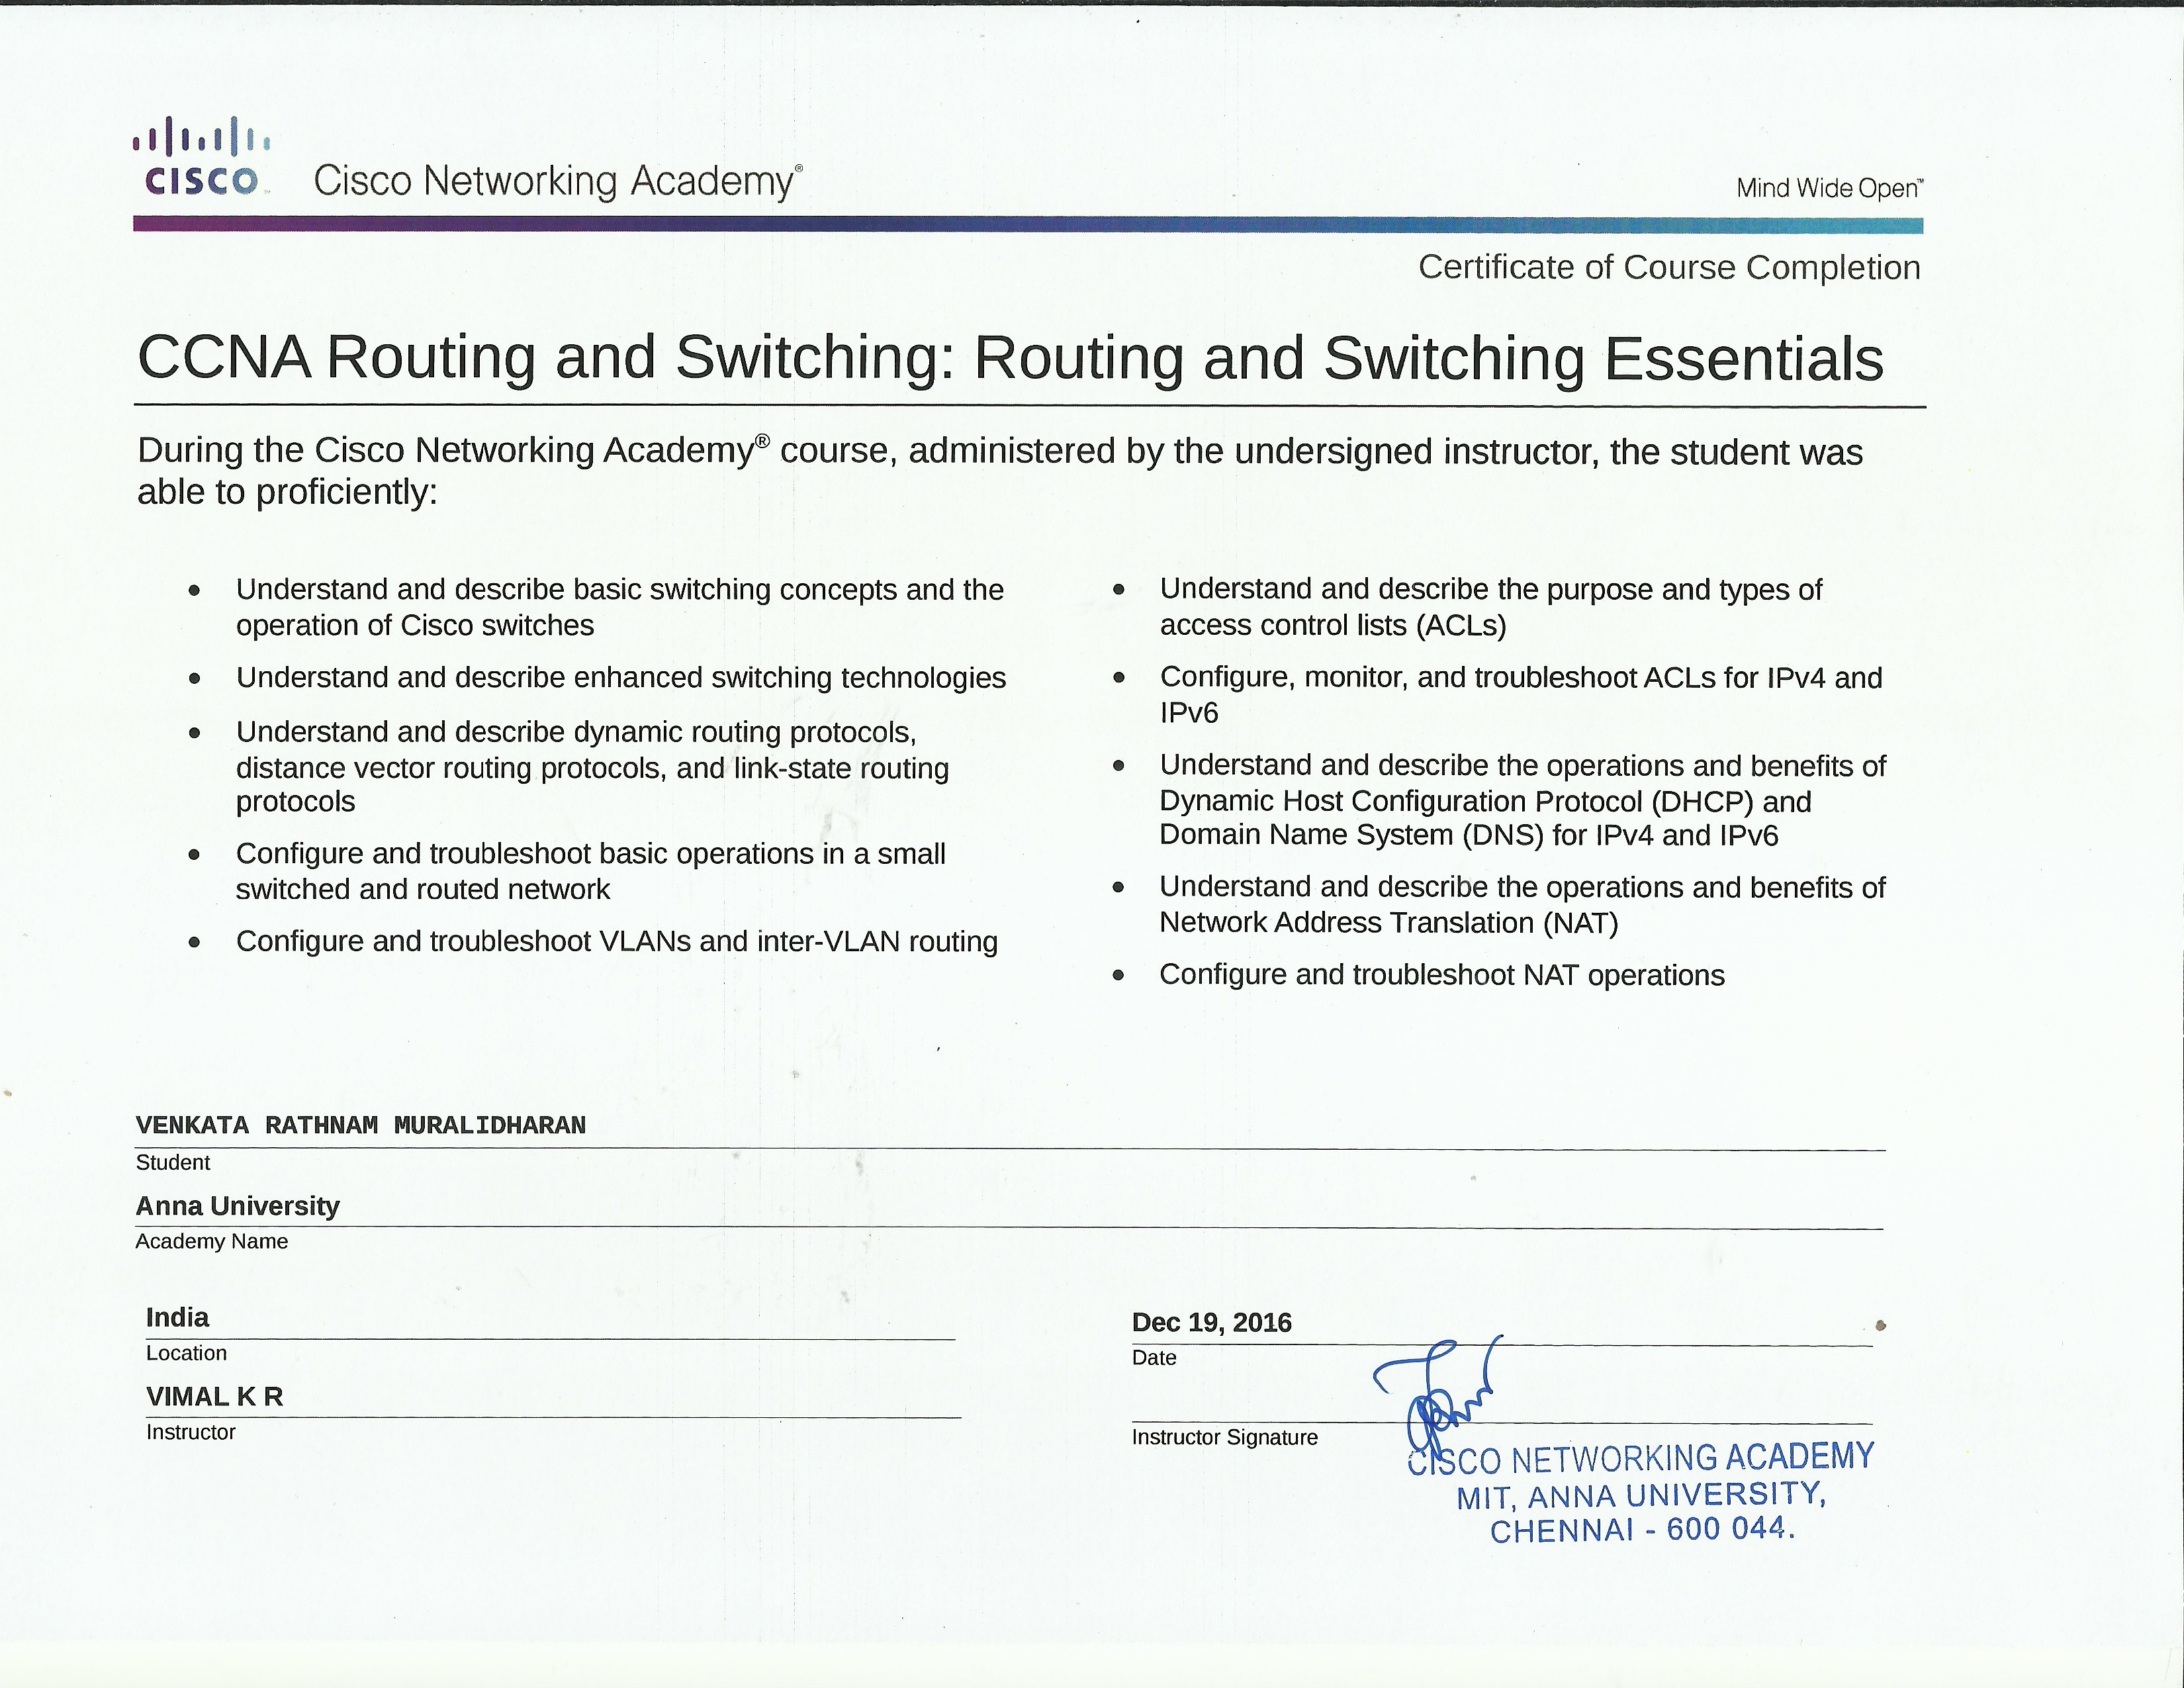 CISCO Cisco Networking Academy® Mind Wide Open™
Certificate of Course Completion
CCNA Routing and Switching: Routing and Switching Essentials
During the Cisco Networking Academy® course, administered by the undersigned instructor, the student was
able to proficiently:
• Understand and describe basic switching concepts and the
operation of Cisco switches
• Understand and describe enhanced switching technologies
• Understand and describe dynamic routing protocols,
distance vector routing protocols, and link-state routing
protocols
• Configure and troubleshoot basic operations in a small
switched and routed network
• Configure and troubleshoot VLANs and inter-VLAN routing
• Understand and describe the purpose and types of
access control lists (ACLs)
• Configure, monitor, and troubleshoot ACLs for IPv4 and
IPv6
• Understand and describe the operations and benefits of
Dynamic Host Configuration Protocol (DHCP) and
Domain Name System (DNS) for IPv4 and IPv6
• Understand and describe the operations and benefits of
Network Address Translation (NAT)
• Configure and troubleshoot NAT operations
VENKATA RATHNAM MURALIDHARAN
Student
Anna University
Academy Name
India
Location
VIMAL K R
Instructor
Dec 19, 2016
Date
Instructor Signature
CISCO NETWORKING ACADEMY
MIT, ANNA UNIVERSITY,
CHENNAI - 600 044.